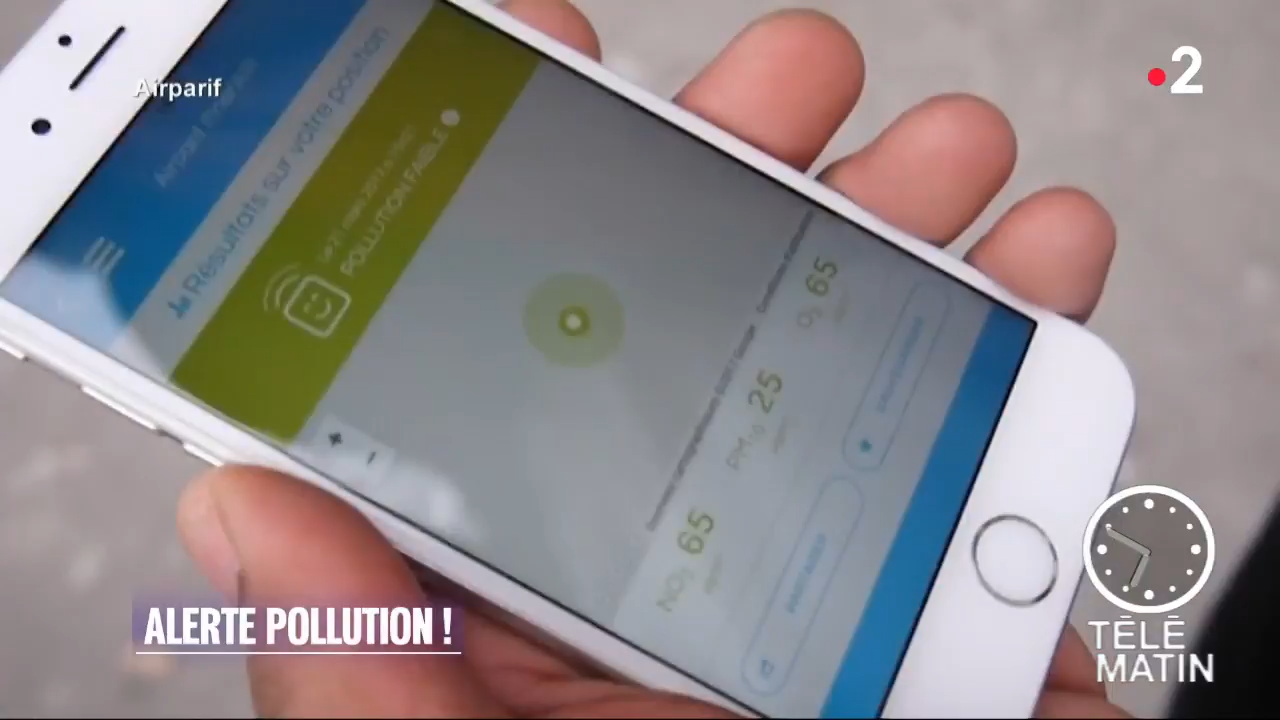 Airparif
2
Résultats sur votre position
POLLUTION FAIBLE
+
-
NO₂ 65
PM₁₀ 25
O₃ 65
ALERTE POLLUTION !
TÉLÉ
MATIN